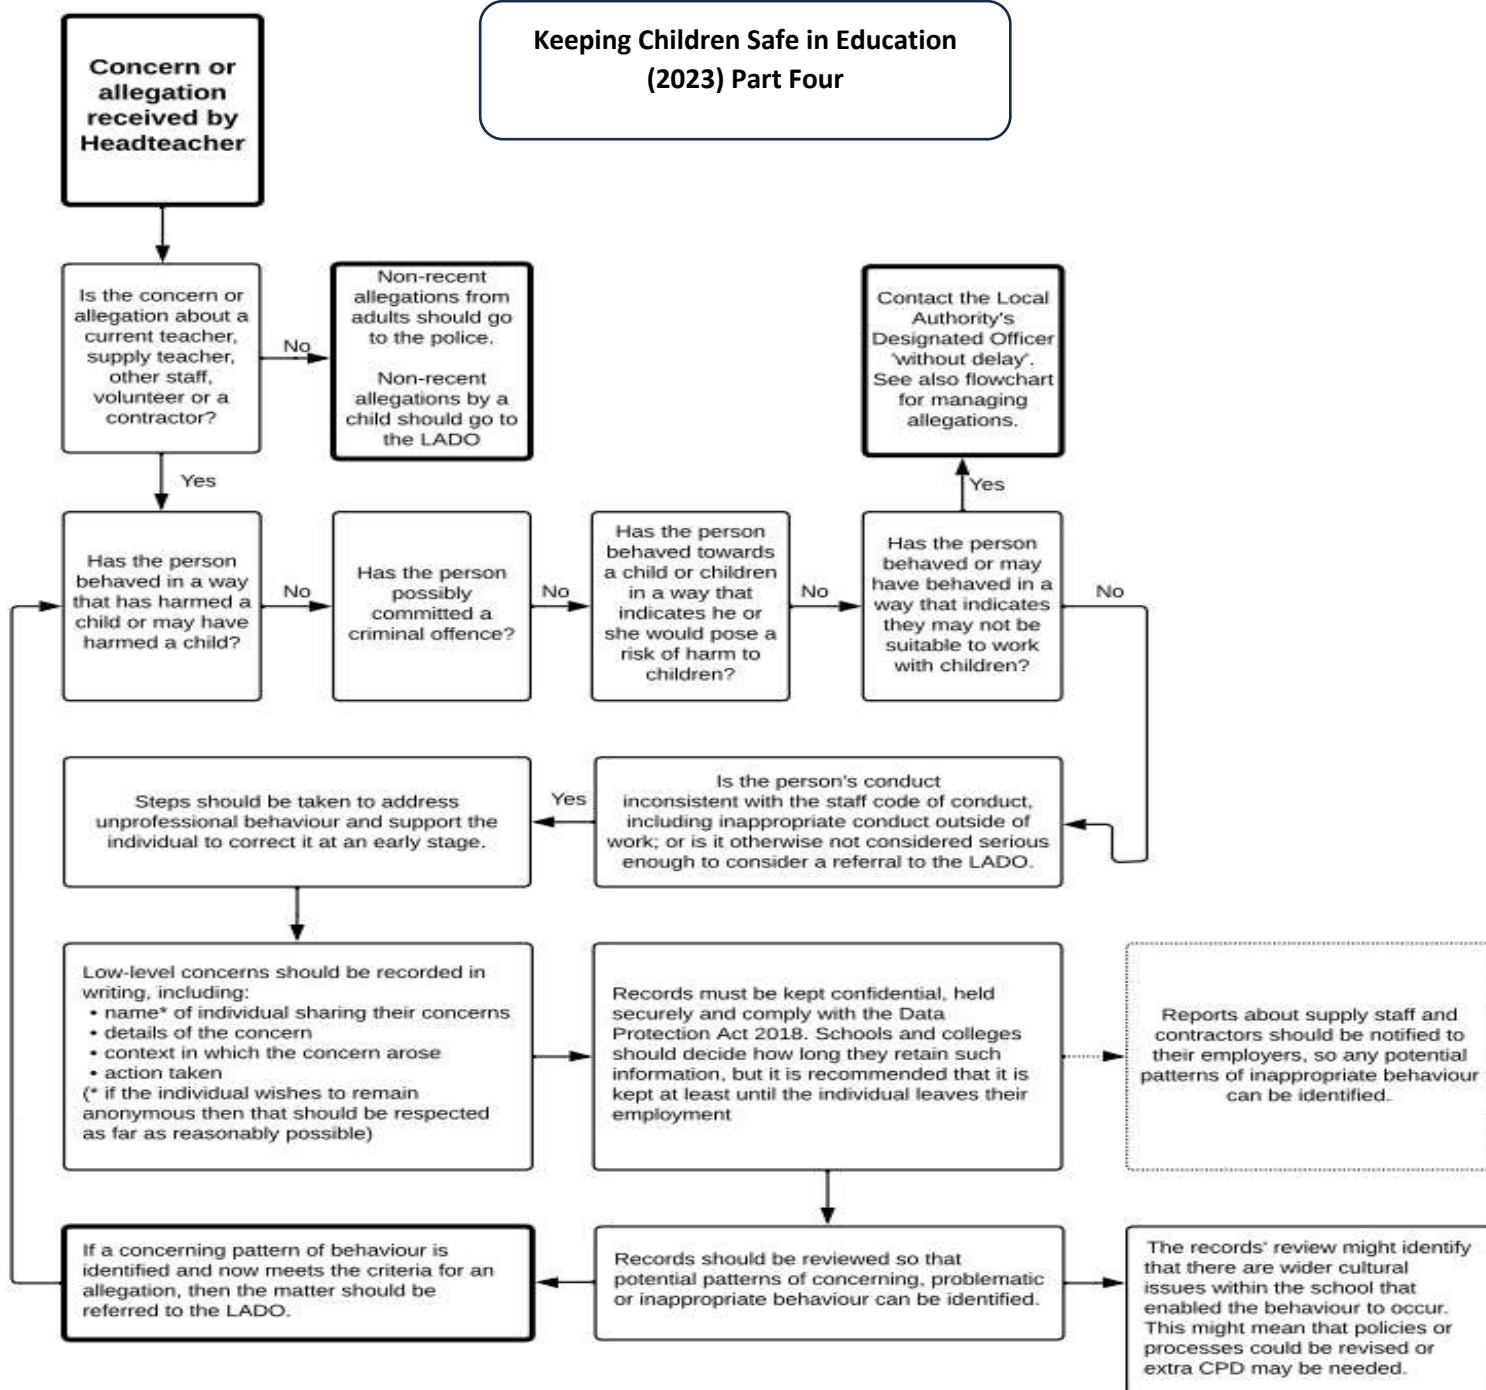 Keeping Children Safe in Education
(2023) Part Four
Concern or
allegation
received by
Headteacher
Is the concern or
allegation about a
current teacher,
supply teacher,
other staff,
volunteer or a
contractor?
No
Non-recent
allegations from
adults should go
to the police.
Non-recent
allegations by a
child should go to
the LADO
Contact the Local
Authority's
Designated Officer
'without delay'.
See also flowchart
for managing
allegations.
Yes
Yes
Has the person
behaved in a way
that has harmed a
child or may have
harmed a child?
No
Has the person
possibly
committed a
criminal offence?
No
Has the person
behaved towards
a child or children
in a way that
indicates he or
she would pose a
risk of harm to
children?
No
Has the person
behaved or may
have behaved in a
way that indicates
they may not be
suitable to work
with children?
No
Is the person's conduct
inconsistent with the staff code of conduct,
including inappropriate conduct outside of
work; or is it otherwise not considered serious
enough to consider a referral to the LADO.
Yes
Steps should be taken to address
unprofessional behaviour and support the
individual to correct it at an early stage.
Low-level concerns should be recorded in
writing, including:
• name* of individual sharing their concerns
• details of the concern
• context in which the concern arose
• action taken
(* if the individual wishes to remain
anonymous then that should be respected
as far as reasonably possible)
Records must be kept confidential, held
securely and comply with the Data
Protection Act 2018. Schools and colleges
should decide how long they retain such
information, but it is recommended that it is
kept at least until the individual leaves their
employment
Reports about supply staff and
contractors should be notified to
their employers, so any potential
patterns of inappropriate behaviour
can be identified.
Records should be reviewed so that
potential patterns of concerning, problematic
or inappropriate behaviour can be identified.
If a concerning pattern of behaviour is
identified and now meets the criteria for an
allegation, then the matter should be
referred to the LADO.
The records' review might identify
that there are wider cultural
issues within the school that
enabled the behaviour to occur.
This might mean that policies or
processes could be revised or
extra CPD may be needed.